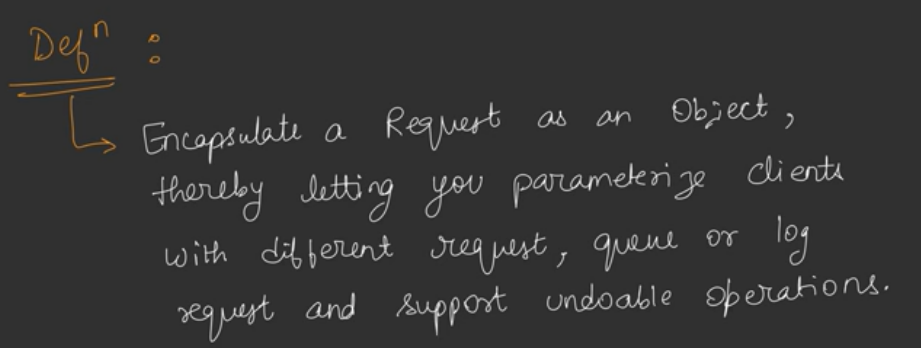 Defⁿ :
Encapsulate a Request as an Object,
thereby letting you parameterize clients
with different request, queue or log
request and support undoable operations.